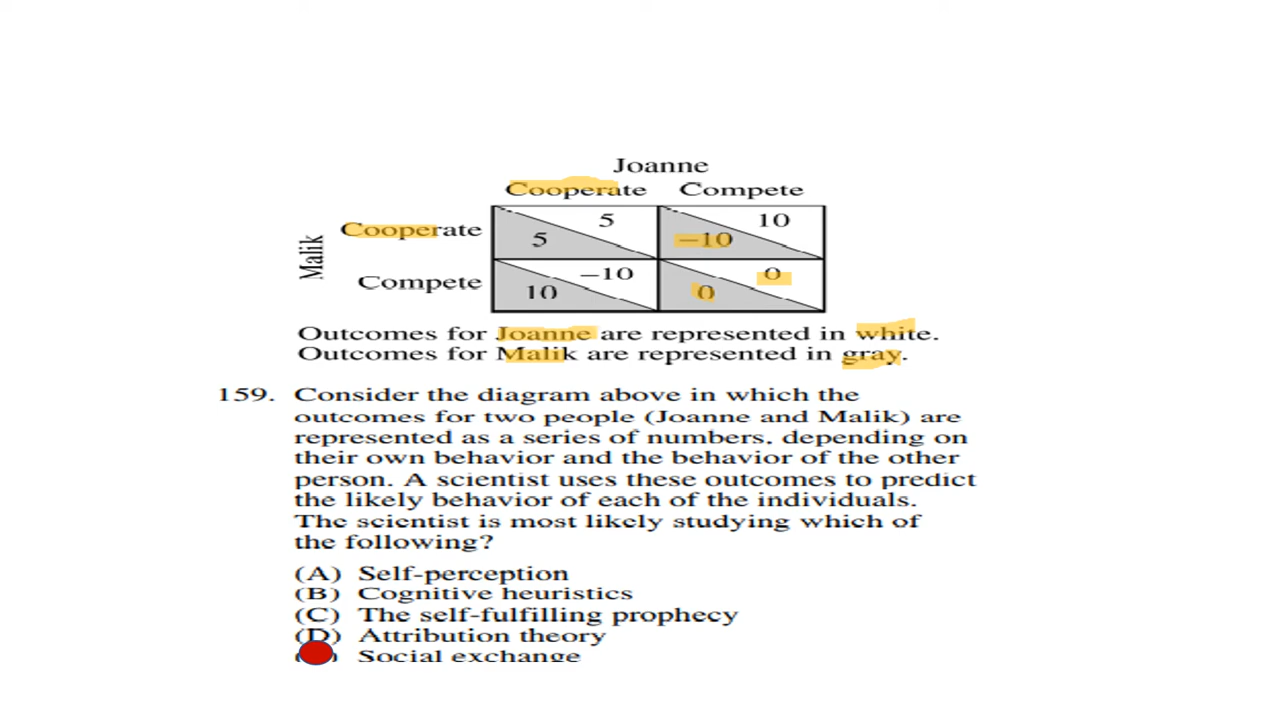 Joanne
Cooperate Compete
Malik
Cooperate 5 5 -10 10
Compete 10 -10 0 0
Outcomes for Joanne are represented in white.
Outcomes for Malik are represented in gray.
159. Consider the diagram above in which the
outcomes for two people (Joanne and Malik) are
represented as a series of numbers, depending on
their own behavior and the behavior of the other
person. A scientist uses these outcomes to predict
the likely behavior of each of the individuals.
The scientist is most likely studying which of
the following?
(A) Self-perception
(B) Cognitive heuristics
(C) The self-fulfilling prophecy
(D) Attribution theory
Social exchange